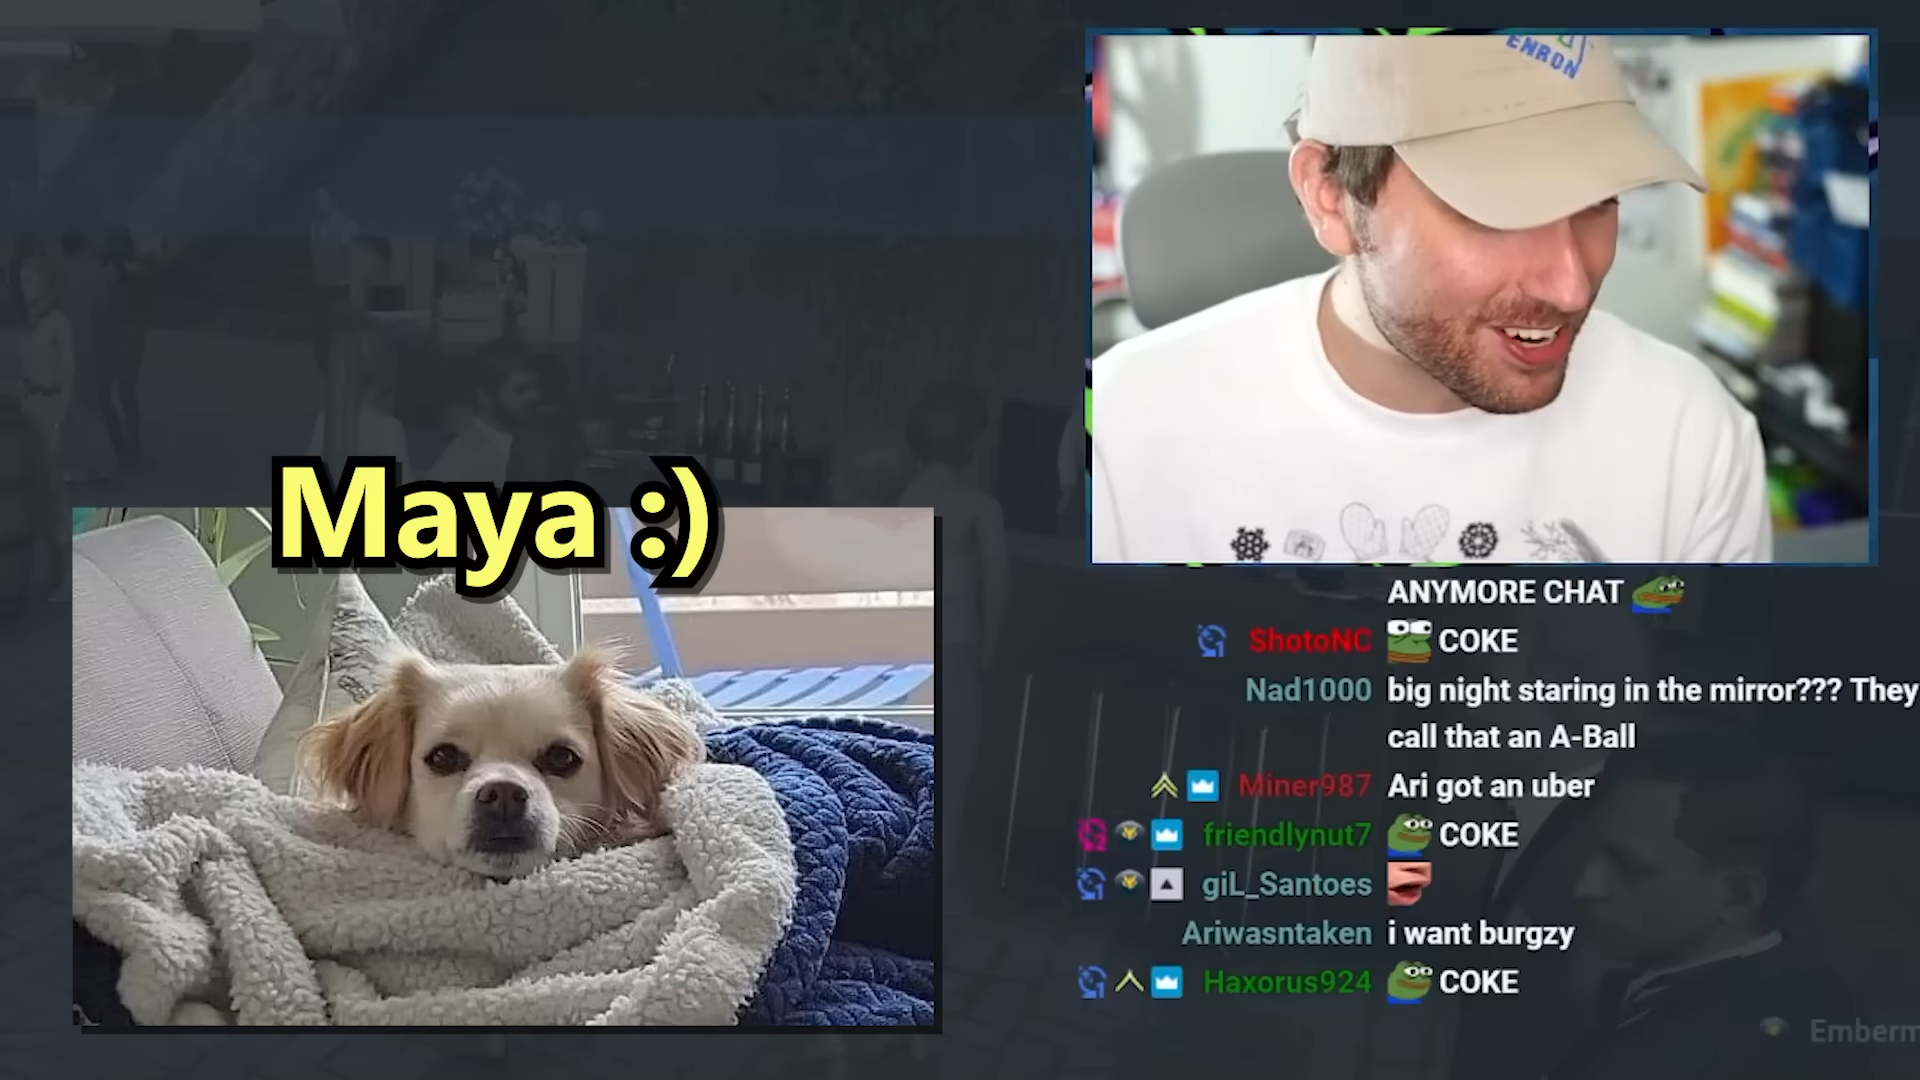 ENRON
Maya :)
ANYMORE CHAT
ShotoNC COKE
Nad1000 big night staring in the mirror??? They
call that an A-Ball
Miner987 Ari got an uber
friendlynut7 COKE
giL_Santoes
Ariwasntaken i want burgzy
Haxorus924 COKE
Emberm